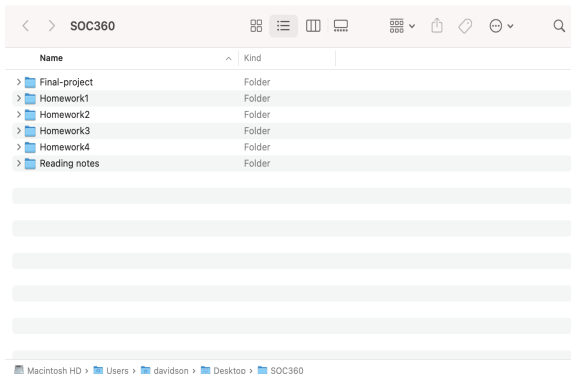 SOC360
Name Kind
Final-project Folder
Homework1 Folder
Homework2 Folder
Homework3 Folder
Homework4 Folder
Reading notes Folder
Macintosh HD › Users › davidson › Desktop › SOC360